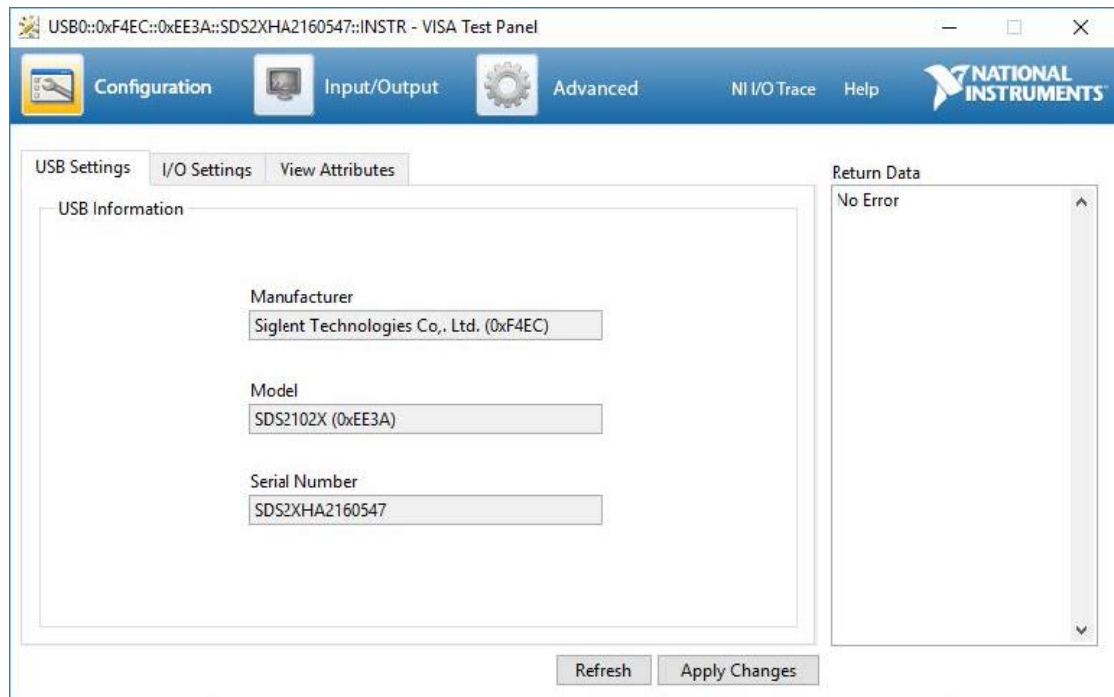 USB0::0xF4EC::0xEE3A::SDS2XHA2160547::INSTR - VISA Test Panel
Configuration Input/Output Advanced NI I/O Trace Help NATIONAL INSTRUMENTS
USB Settings I/O Settings View Attributes
USB Information
Manufacturer
Siglent Technologies Co,. Ltd. (0xF4EC)
Model
SDS2102X (0xEE3A)
Serial Number
SDS2XHA2160547
Return Data
No Error
Refresh Apply Changes